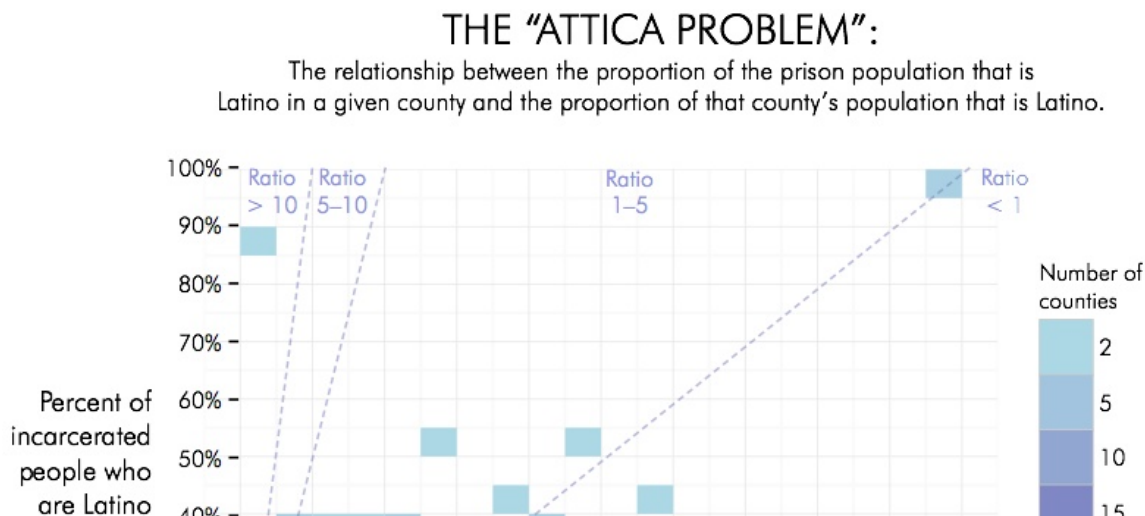 THE “ATTICA PROBLEM”:
The relationship between the proportion of the prison population that is
Latino in a given county and the proportion of that county’s population that is Latino.
100%
Ratio
> 10
Ratio
5–10
Ratio
1–5
Ratio
< 1
90%
80%
70%
60%
50%
40%
Percent of
incarcerated
people who
are Latino
Number of
counties
2
5
10
15